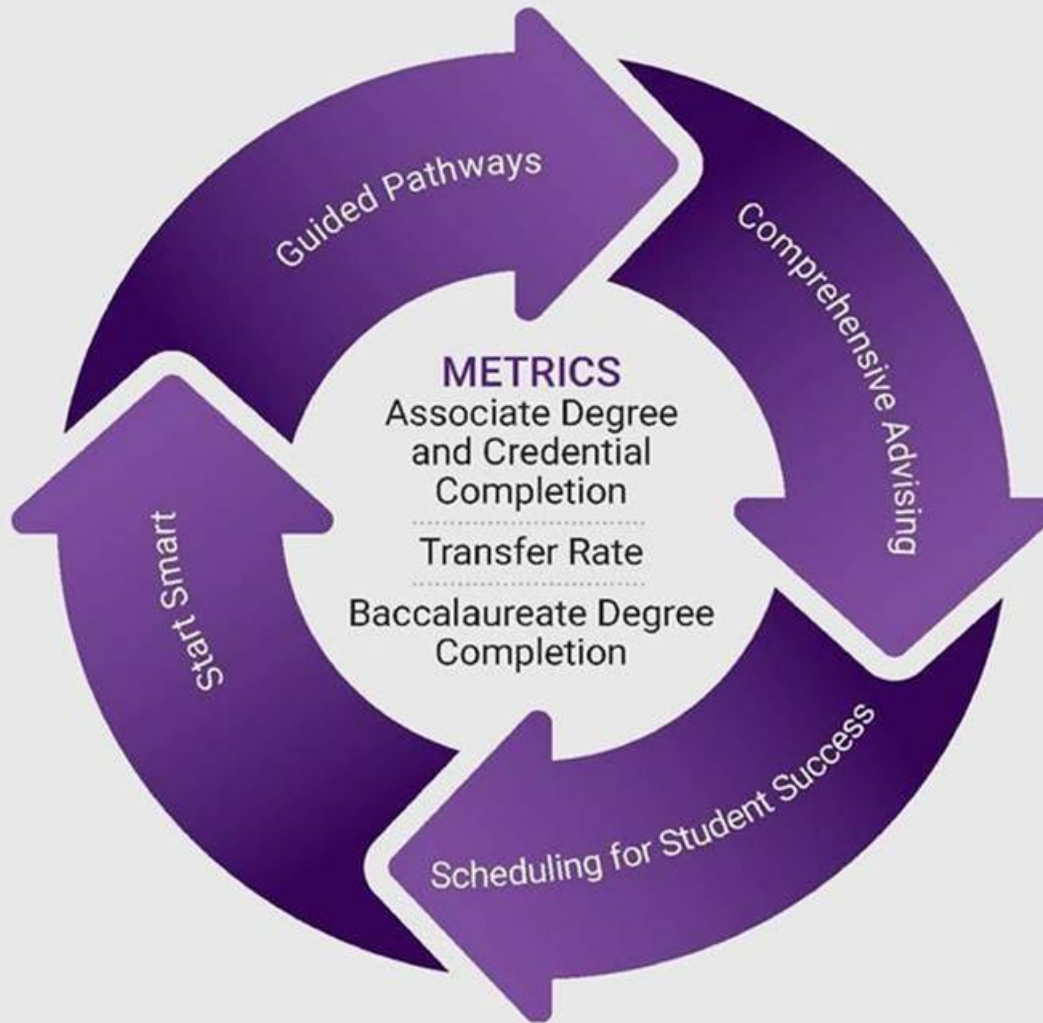 Guided Pathways
Comprehensive Advising
Scheduling for Student Success
Start Smart
METRICS
Associate Degree
and Credential
Completion
Transfer Rate
Baccalaureate Degree
Completion